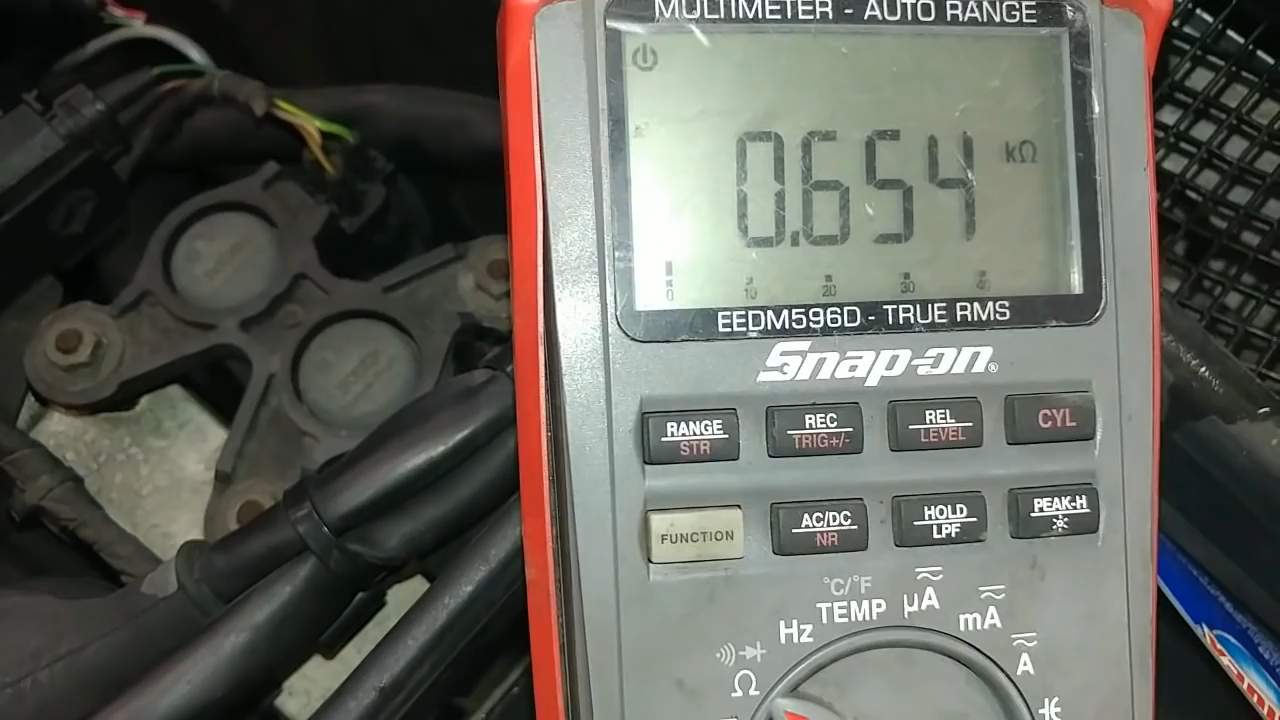 MULTIMETER - AUTO RANGE
0.654 kΩ
0 10 20 30 40
EEDM596D - TRUE RMS
Snap-on®
RANGE REC REL CYL
STR TRIG+/- LEVEL
FUNCTION AC/DC HOLD PEAK-H
NR LPF
°C/°F
TEMP µA mA A
Hz
Ω